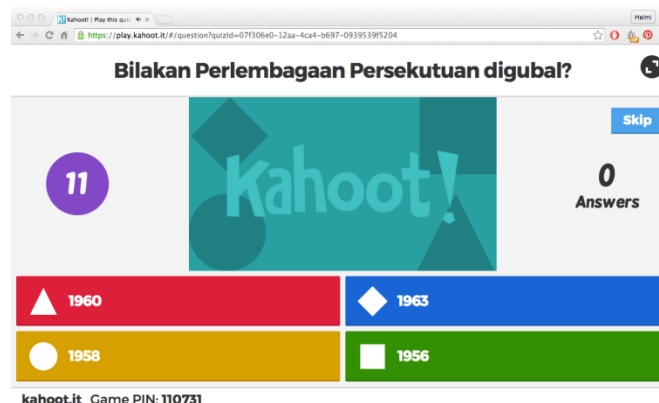 Kahoot! | Play this quiz
Helmi
https://play.kahoot.it/#/question?quizId=07f306e0-12aa-4ca4-b697-0939539f5204
Bilakan Perlembagaan Persekutuan digubal?
Skip
11
Kahoot!
0
Answers
1960
1963
1958
1956
kahoot.it Game PIN: 110731